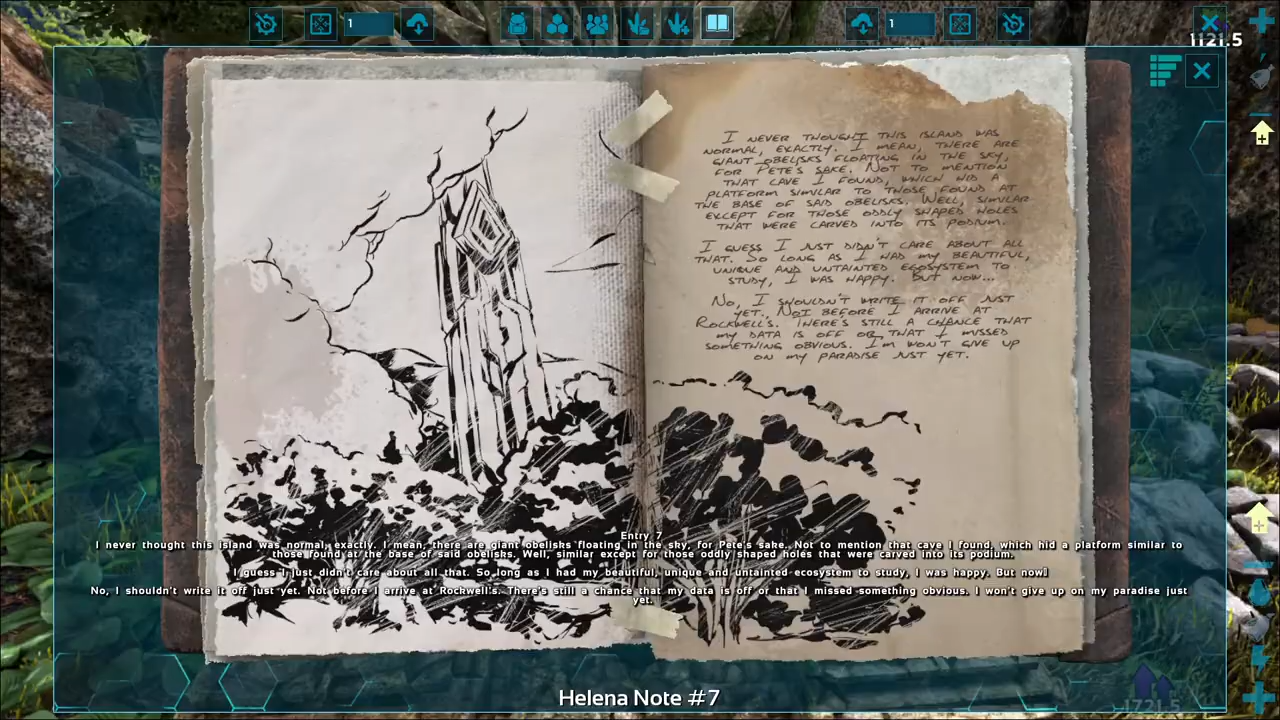 1
1
1121.5
I NEVER THOUGHT THIS ISLAND WAS
NORMAL, EXACTLY. I MEAN, THERE ARE
GIANT OBELISKS FLOATING IN THE SKY,
FOR PETE'S SAKE. NOT TO MENTION
THAT CAVE I FOUND, WHICH HID A
PLATFORM SIMILAR TO THOSE FOUND AT
THE BASE OF SAID OBELISKS. WELL, SIMILAR
EXCEPT FOR THOSE ODDLY SHAPED HOLES
THAT WERE CARVED INTO ITS PODIUM.
I GUESS I JUST DIDN'T CARE ABOUT ALL
THAT. SO LONG AS I HAD MY BEAUTIFUL,
UNIQUE AND UNTAINTED ECOSYSTEM TO
STUDY, I WAS HAPPY. BUT NOW...
NO, I SHOULDN'T WRITE IT OFF JUST
YET. NOT BEFORE I ARRIVE AT
ROCKWELL'S. THERE'S STILL A CHANCE THAT
MY DATA IS OFF OR THAT I MISSED
SOMETHING OBVIOUS. I'M WON'T GIVE UP
ON MY PARADISE JUST YET.
Entry 7
I never thought this island was normal, exactly. I mean, there are giant obelisks floating in the sky, for Pete's sake. Not to mention that cave I found, which hid a platform similar to
those found at the base of said obelisks. Well, similar except for those oddly shaped holes that were carved into its podium.
I guess I just didn't care about all that. So long as I had my beautiful, unique and untainted ecosystem to study, I was happy. But now
No, I shouldn't write it off just yet. Not before I arrive at Rockwell's. There's still a chance that my data is off or that I missed something obvious. I won't give up on my paradise just
yet.
Helena Note #7
1721.5